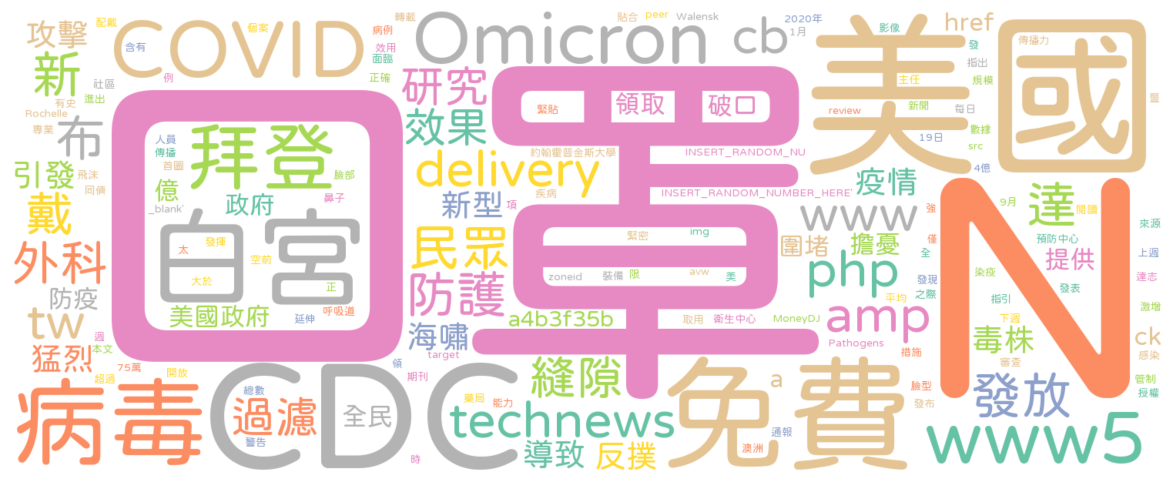 攻擊
配戴
含有
COVID
個案
病例
效用
面臨
正確
轉載
Omicron
貼合
peer
Walensk
cb
2020年
1月
影像
href
發
指出
規模
傳播力
美國
主任
新聞
每日
數據
src
review
19日
4億
新
社區
進出
例
有史
Rochelle
專業
布
引發
飛沫
同儕
戴
外科
防疫
tw
週
本文
猛烈
超過
75萬
開放
口罩
人員
傳播
首圖
拜登
臉部
億
_blank'
政府
鼻子
白宮
太
發揮
大於
空前
正
美國政府
延伸
呼吸道
研究
效果
緊貼
領取
破口
約翰霍普金斯大學
INSERT_RANDOM_NU
delivery
疾病
INSERT_RANDOM_NUMBER_HERE'
新型
項
民眾
緊密
img
zoneid
裝備
限
avw
美
防護
a4b3f35b
取用
衛生中心
MoneyDJ
海嘯
target
疫情
www
強
圍堵
擔憂
僅
全
php
發現
之際
平均
amp
Pathogens
措施
N
9月
達
閱讀
來源
預防中心
提供
上週
染疫
發表
達志
指引
激增
下週
毒株
審查
ck
感染
管制
授權
發放
www5
病毒
CDC
總數
過濾
警告
全民
領
期刊
時
藥局
能力
縫隙
technews
導致
反撲
免費
a
通報
澳洲
臉型
發布